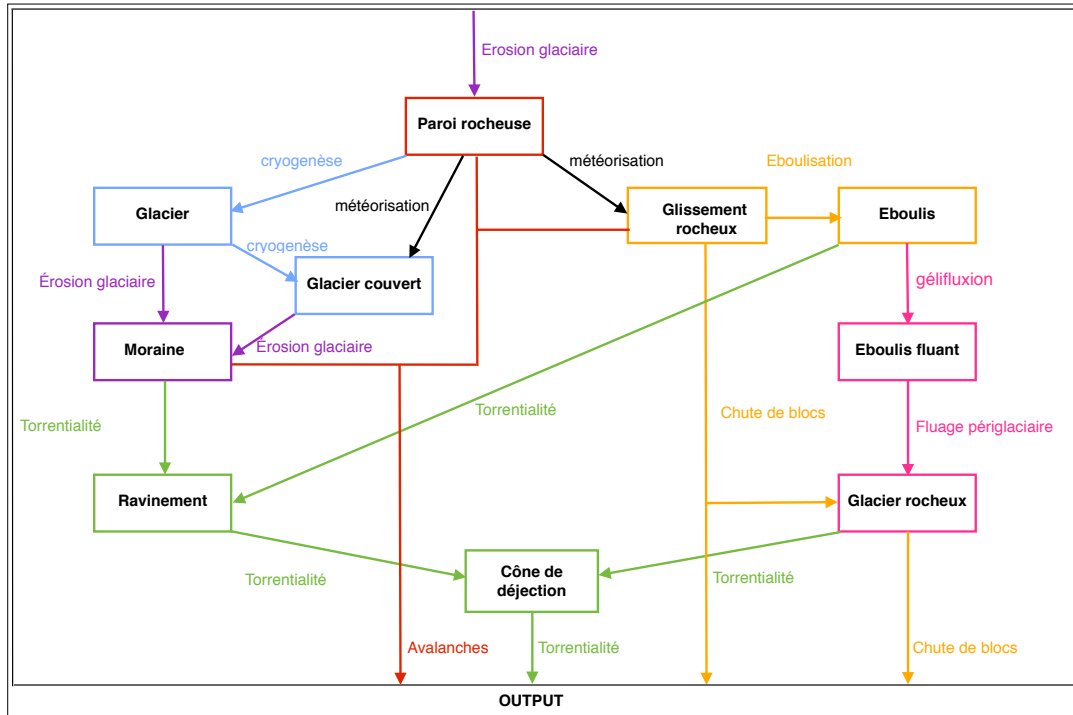 Erosion glaciaire
Paroi rocheuse
cryogenèse
météorisation
Eboulisation
météorisation
Glacier
Glissement
rocheux
Eboulis
cryogenèse
Érosion glaciaire
Glacier couvert
gélifluxion
Moraine
Érosion glaciaire
Eboulis fluant
Torrentialité
Torrentialité
Chute de blocs
Fluage périglaciaire
Ravinement
Glacier rocheux
Torrentialité
Cône de
déjection
Torrentialité
Avalanches
Torrentialité
Chute de blocs
OUTPUT